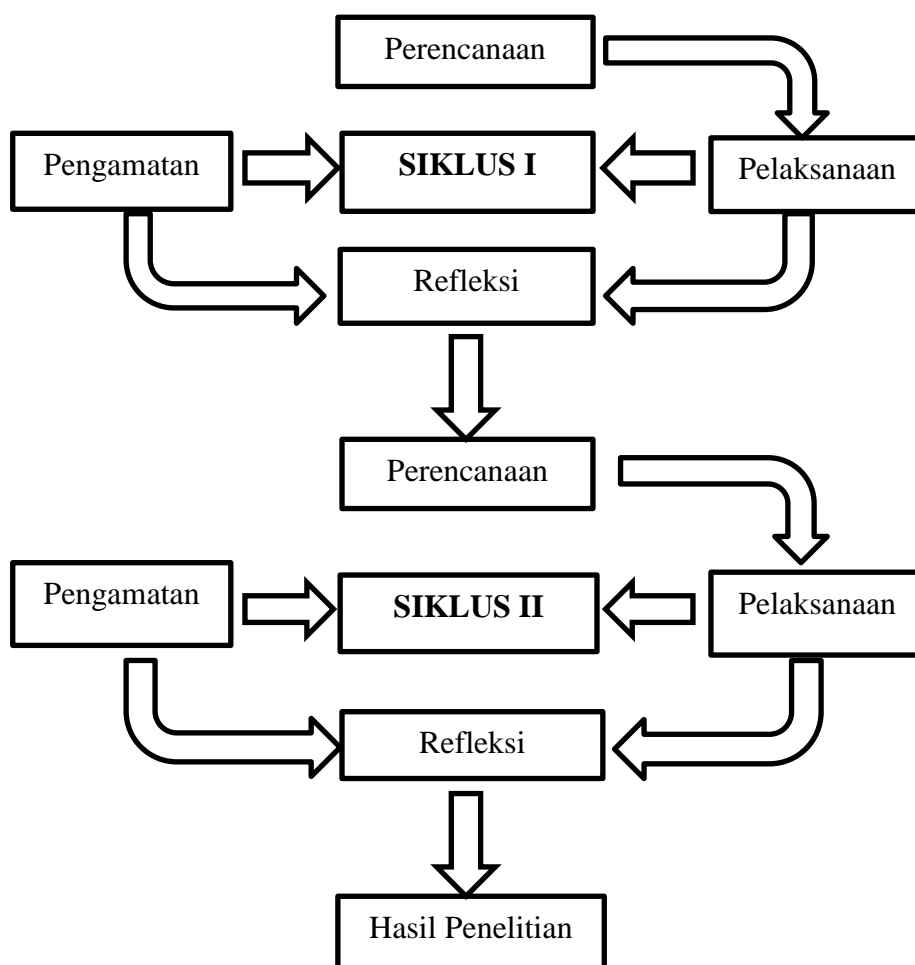 Perencanaan
Pengamatan
SIKLUS I
Pelaksanaan
Refleksi
Perencanaan
Pengamatan
SIKLUS II
Pelaksanaan
Refleksi
Hasil Penelitian